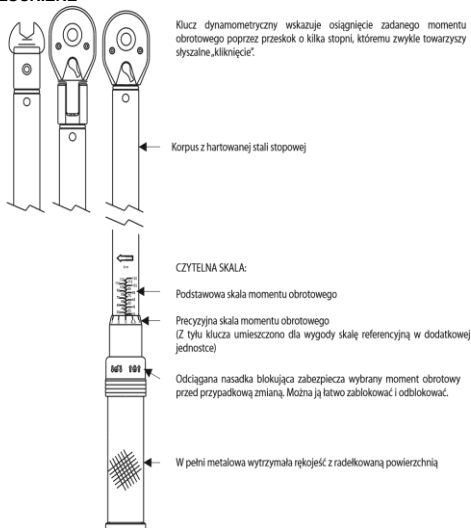 Klucz dynamometryczny wskazuje osiągnięcie zadanego momentu
obrotowego poprzez przeskok o kilka stopni, któremu zwykle towarzyszy
słyszalne „kliknięcie”.
Korpus z hartowanej stali stopowej
CZYTELNA SKALA:
Podstawowa skala momentu obrotowego
Precyzyjna skala momentu obrotowego
(Z tyłu klucza umieszczono dla wygody skalę referencyjną w dodatkowej
jednostce)
Odciągana nasadka blokująca zabezpiecza wybrany moment obrotowy
przed przypadkową zmianą. Można ją łatwo zablokować i odblokować.
W pełni metalowa wytrzymała rękojeść z radełkowaną powierzchnią